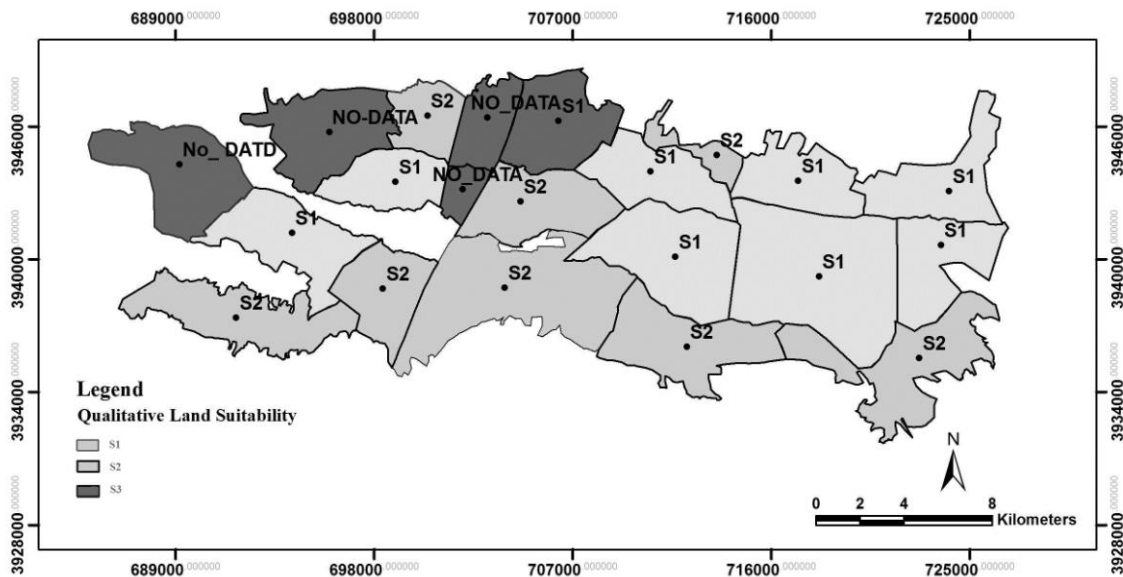 689000.000000 698000.000000 707000.000000 716000.000000 725000.000000
3946000.000000 3946000.000000
3940000.000000 3940000.000000
3934000.000000 3934000.000000
3928000.000000 3928000.000000
No_ DATD
NO-DATA
S2
NO_DATA
S1
S1
NO_DATA
S2
S1
S2
S1
S1
S1
S2
S2
S2
S1
S1
S1
S2
S2
Legend
Qualitative Land Suitability
S1
S2
S3
N
0 2 4 8
Kilometers
689000.000000 698000.000000 707000.000000 716000.000000 725000.000000